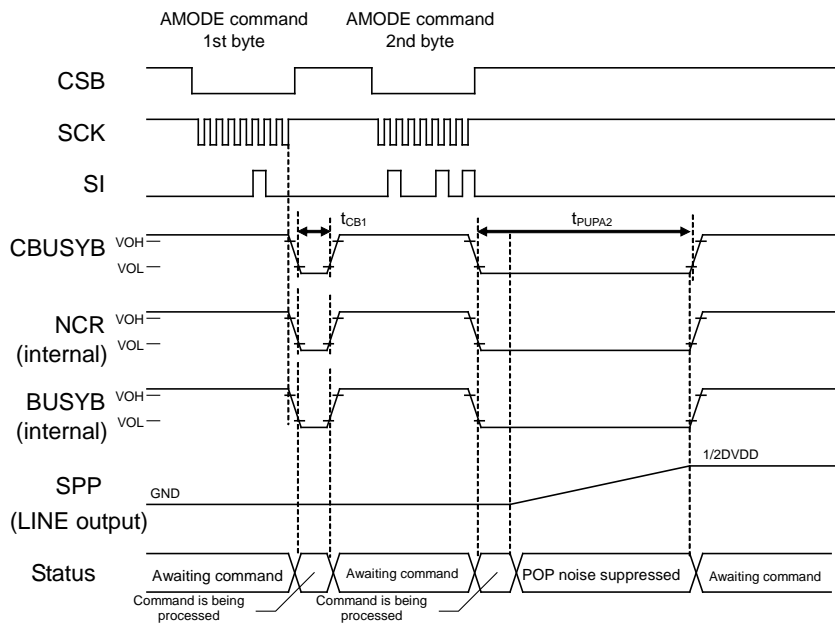 AMODE command
1st byte
AMODE command
2nd byte
CSB
SCK
SI
tCB1
tPUPA2
CBUSYB
VOH
VOL
NCR
(internal)
VOH
VOL
BUSYB
(internal)
VOH
VOL
SPP
(LINE output)
GND
1/2DVDD
Status
Awaiting command
Awaiting command
POP noise suppressed
Awaiting command
Command is being
processed
Command is being
processed